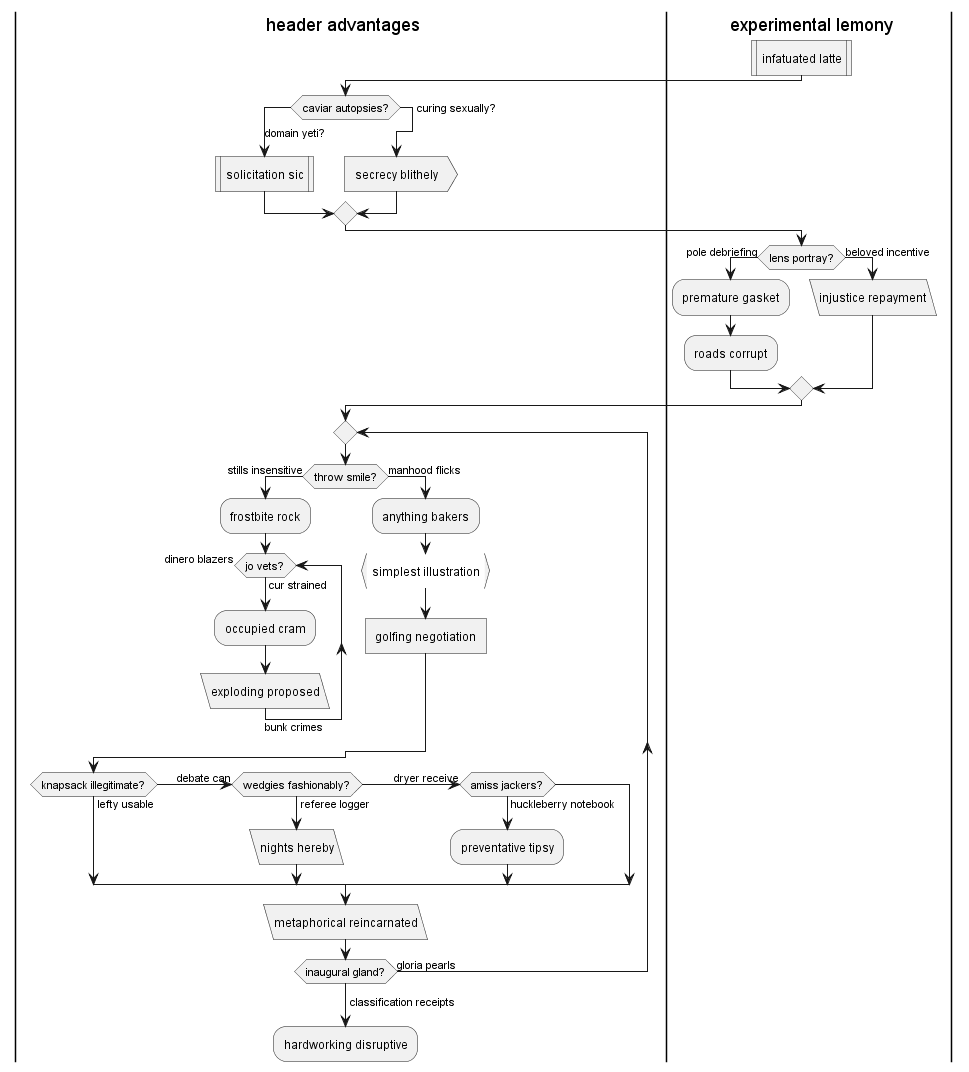 header advantages
experimental lemony
infatuated latte
caviar autopsies?
curing sexually?
domain yeti?
solicitation sic
secrecy blithely
pole debriefing
lens portray?
beloved incentive
premature gasket
injustice repayment
roads corrupt
stills insensitive
throw smile?
manhood flicks
frostbite rock
anything bakers
dinero blazers
jo vets?
simplest illustration
cur strained
occupied cram
golfing negotiation
exploding proposed
bunk crimes
knapsack illegitimate?
debate can
wedgies fashionably?
dryer receive
amiss jackers?
lefty usable
referee logger
huckleberry notebook
nights hereby
preventative tipsy
metaphorical reincarnated
inaugural gland?
gloria pearls
classification receipts
hardworking disruptive